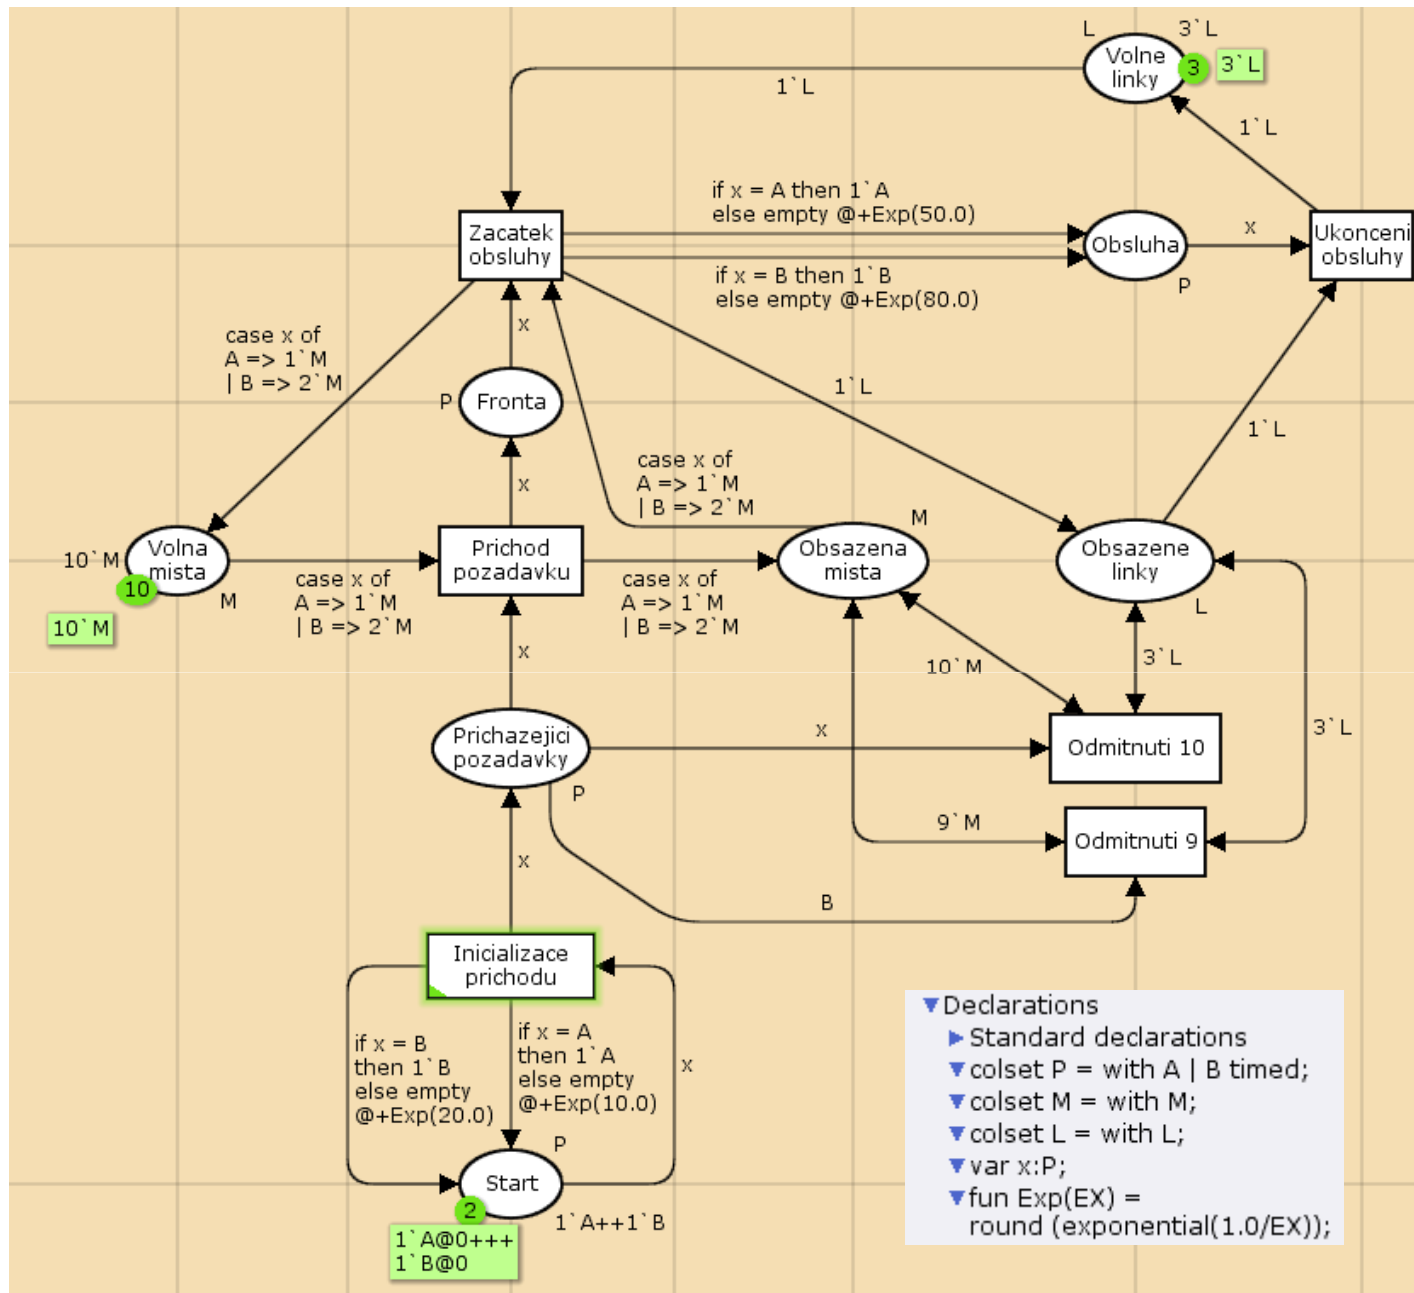 L
3`L
Volne
linky
3
3`L
1`L
1`L
if x = A then 1`A
else empty @+Exp(50.0)
Zacatek
obsluhy
Obsluha
x
Ukonceni
obsluhy
if x = B then 1`B
else empty @+Exp(80.0)
P
x
case x of
A => 1`M
| B => 2`M
P
Fronta
1`L
1`L
case x of
A => 1`M
| B => 2`M
x
M
10`M
Volna
mista
10
M
10`M
Prichod
pozadavku
case x of
A => 1`M
| B => 2`M
case x of
A => 1`M
| B => 2`M
Obsazena
mista
Obsazene
linky
L
x
10`M
3`L
Prichazejici
pozadavky
P
x
Odmitnuti 10
3`L
9`M
Odmitnuti 9
x
B
Inicializace
prichodu
if x = B
then 1`B
else empty
@+Exp(20.0)
if x = A
then 1`A
else empty
@+Exp(10.0)
x
P
Start
2
1`A++1`B
1`A@0+++
1`B@0
Declarations
Standard declarations
colset P = with A | B timed;
colset M = with M;
colset L = with L;
var x:P;
fun Exp(EX) =
round (exponential(1.0/EX));